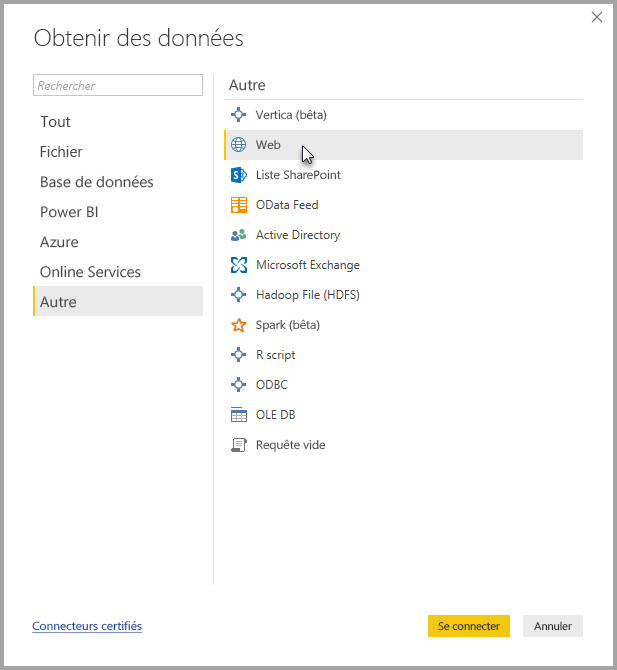 Obtenir des données
Rechercher
Tout
Fichier
Base de données
Power BI
Azure
Online Services
Autre
Autre
Vertica (bêta)
Web
Liste SharePoint
OData Feed
Active Directory
Microsoft Exchange
Hadoop File (HDFS)
Spark (bêta)
R script
ODBC
OLE DB
Requête vide
Connecteurs certifiés
Se connecter
Annuler